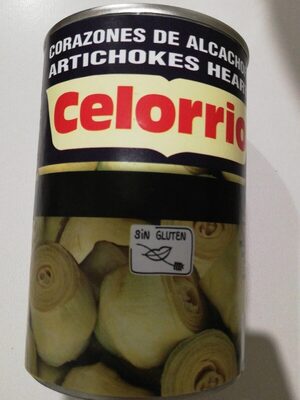 CORAZONES DE ALCACHO
ARTICHOKES HEAR
Celorrio
SIN GLUTEN